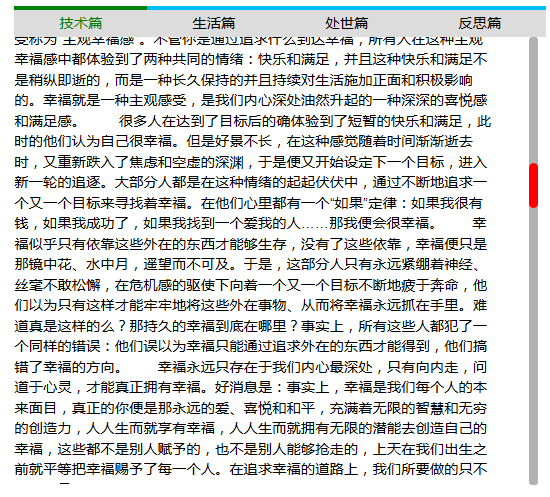 技术篇 生活篇 处世篇 反思篇
受称为“主观幸福感”。不管你是通过追求什么到达幸福，所有人在这种主观
幸福感中都体验到了两种共同的情绪：快乐和满足，并且这种快乐和满足不
是稍纵即逝的，而是一种长久保持的并且持续对生活施加正面和积极影响
的。幸福就是一种主观感受，是我们内心深处油然升起的一种深深的喜悦感
和满足感。 很多人在达到了目标后的确体验到了短暂的快乐和满足，此
时的他们认为自己很幸福。但是好景不长，在这种感觉随着时间渐渐逝去
时，又重新跌入了焦虑和空虚的深渊，于是便又开始设定下一个目标，进入
新一轮的追逐。大部分人都是在这种情绪的起起伏伏中，通过不断地追求一
个又一个目标来寻找着幸福。在他们心里都有一个“如果”定律：如果我很有
钱，如果我成功了，如果我找到一个爱我的人……那我便会很幸福。 幸
福似乎只有依靠这些外在的东西才能够生存，没有了这些依靠，幸福便只是
那镜中花、水中月，遥望而不可及。于是，这部分人只有永远紧绷着神经、
丝毫不敢松懈，在危机感的驱使下向着一个又一个目标不断地疲于奔命，他
们以为只有这样才能牢牢地将这些外在事物、从而将幸福永远抓在手里。难
道真是这样的么？那持久的幸福到底在哪里？事实上，所有这些人都犯了一
个同样的错误：他们误以为幸福只能通过追求外在的东西才能得到，他们搞
错了幸福的方向。 幸福永远只存在于我们内心最深处，只有向内走，问
道于心灵，才能真正拥有幸福。好消息是：事实上，幸福是我们每个人的本
来面目，真正的你便是那永远的爱、喜悦和和平，充满着无限的智慧和无穷
的创造力，人人生而就享有幸福，人人生而就拥有无限的潜能去创造自己的
幸福，这些都不是别人赋予的，也不是别人能够抢走的，上天在我们出生之
前就平等把幸福赐予了每一个人。在追求幸福的道路上，我们所要做的只不